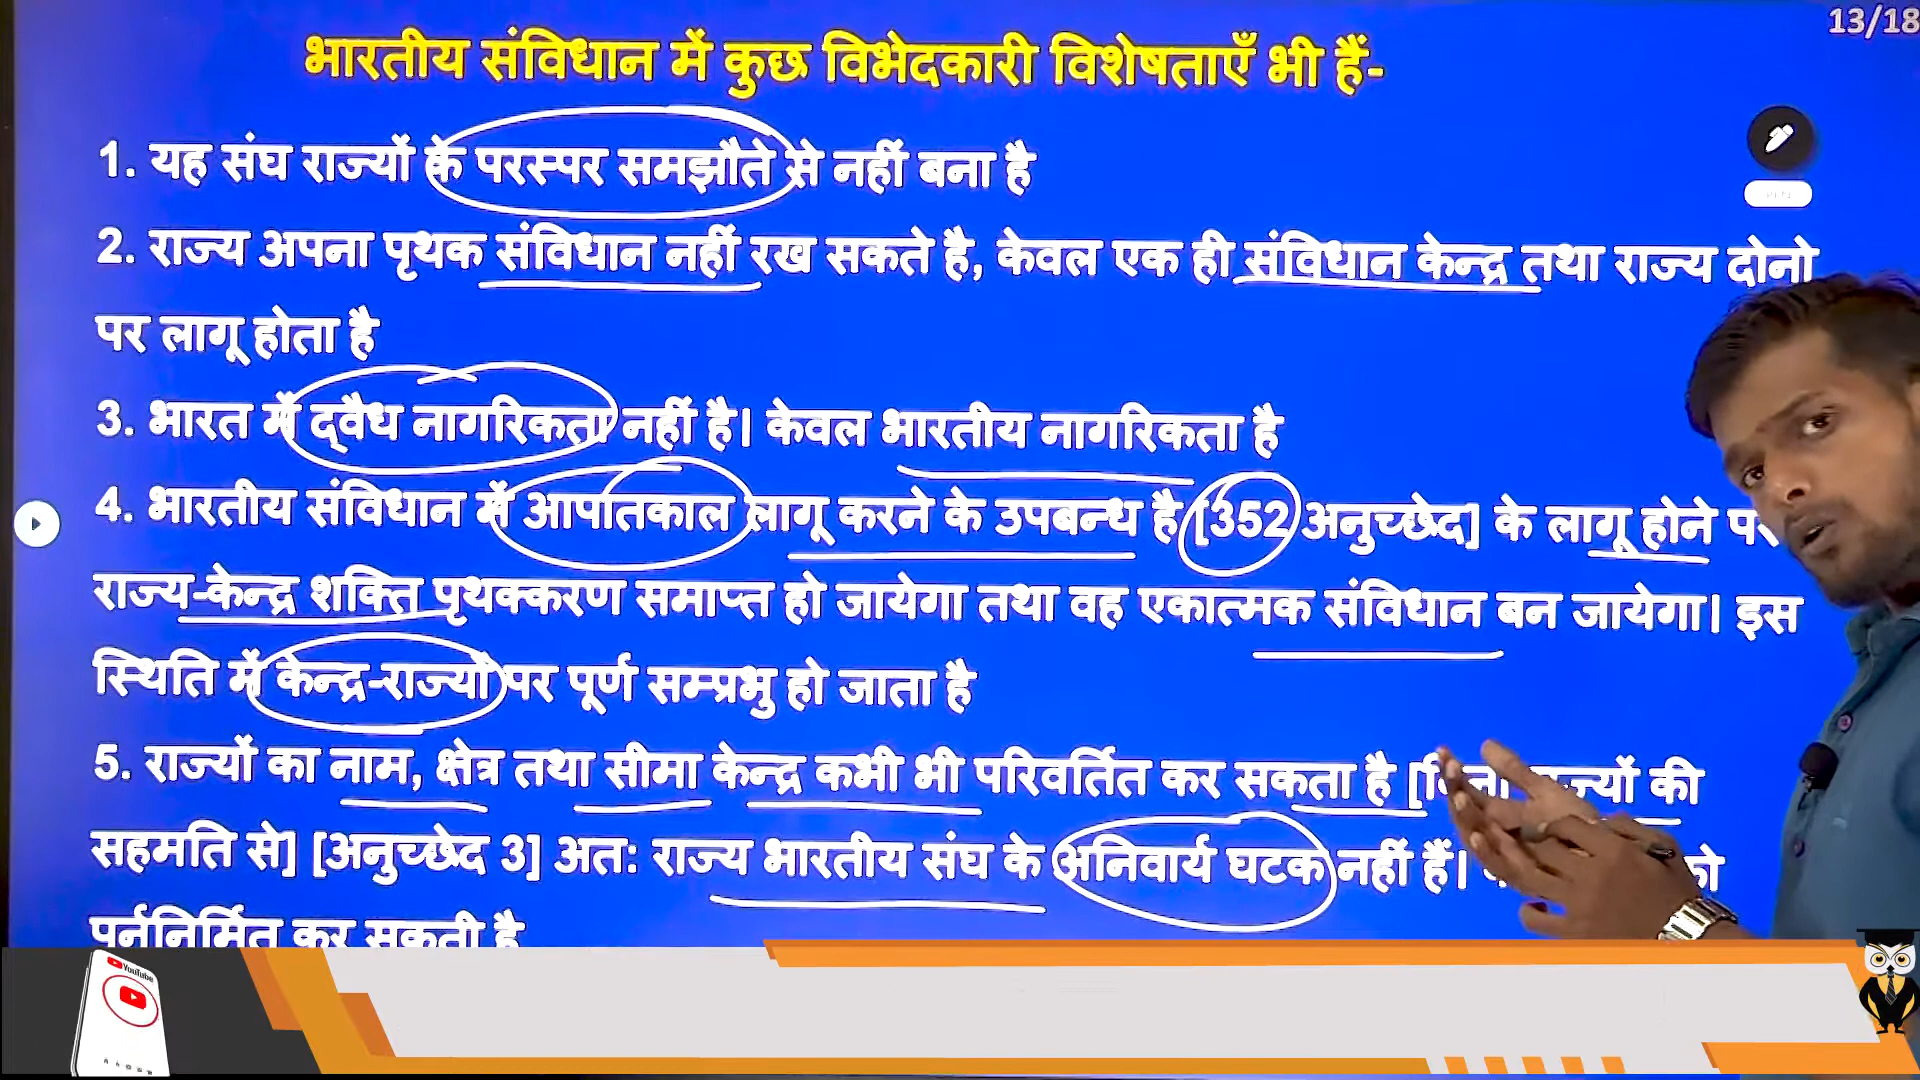 13/18
भारतीय संविधान में कुछ विभेदकारी विशेषताएँ भी हैं-
1. यह संघ राज्यों के परस्पर समझौते से नहीं बना है
2. राज्य अपना पृथक संविधान नहीं रख सकते है, केवल एक ही संविधान केन्द्र तथा राज्य दोनो
पर लागू होता है
3. भारत में द्वैध नागरिकता नहीं है। केवल भारतीय नागरिकता है
4. भारतीय संविधान में आपातकाल लागू करने के उपबन्ध है [352 अनुच्छेद] के लागू होने पर
राज्य-केन्द्र शक्ति पृथक्करण समाप्त हो जायेगा तथा वह एकात्मक संविधान बन जायेगा। इस
स्थिति में केन्द्र-राज्यों पर पूर्ण सम्प्रभु हो जाता है
5. राज्यों का नाम, क्षेत्र तथा सीमा केन्द्र कभी भी परिवर्तित कर सकता है [बिना राज्यों की
सहमति से] [अनुच्छेद 3] अत: राज्य भारतीय संघ के अनिवार्य घटक नहीं हैं। को
पुर्ननिर्मित कर सकती है
YouTube